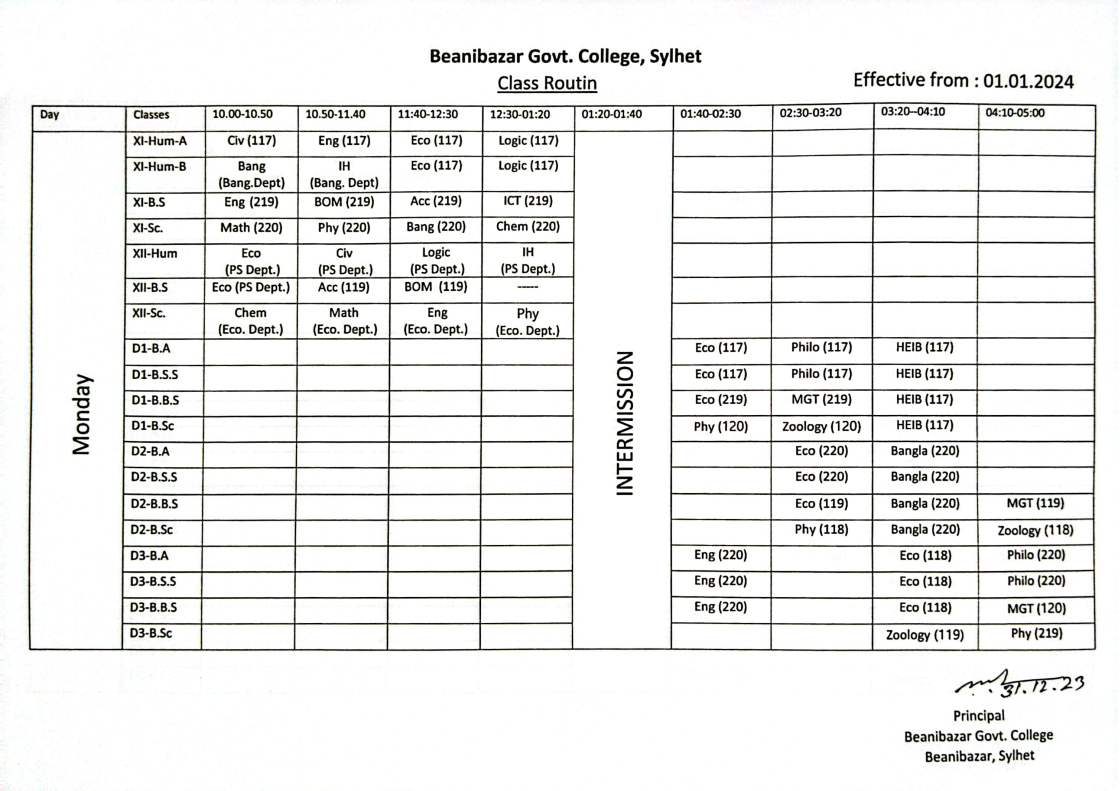 Beanibazar Govt. College, Sylhet
Class Routin
Effective from : 01.01.2024
Day Classes 10.00-10.50 10.50-11.40 11:40-12:30 12:30-01:20 01:20-01:40 01:40-02:30 02:30-03:20 03:20--04:10 04:10-05:00
Monday
INTERMISSION
XI-Hum-A Civ (117) Eng (117) Eco (117) Logic (117)
XI-Hum-B Bang (Bang.Dept) IH (Bang. Dept) Eco (117) Logic (117)
XI-B.S Eng (219) BOM (219) Acc (219) ICT (219)
XI-Sc. Math (220) Phy (220) Bang (220) Chem (220)
XII-Hum Eco (PS Dept.) Civ (PS Dept.) Logic (PS Dept.) IH (PS Dept.)
XII-B.S Eco (PS Dept.) Acc (119) BOM (119) -----
XII-Sc. Chem (Eco. Dept.) Math (Eco. Dept.) Eng (Eco. Dept.) Phy (Eco. Dept.)
D1-B.A Eco (117) Philo (117) HEIB (117)
D1-B.S.S Eco (117) Philo (117) HEIB (117)
D1-B.B.S Eco (219) MGT (219) HEIB (117)
D1-B.Sc Phy (120) Zoology (120) HEIB (117)
D2-B.A Eco (220) Bangla (220)
D2-B.S.S Eco (220) Bangla (220)
D2-B.B.S Eco (119) Bangla (220) MGT (119)
D2-B.Sc Phy (118) Bangla (220) Zoology (118)
D3-B.A Eng (220) Eco (118) Philo (220)
D3-B.S.S Eng (220) Eco (118) Philo (220)
D3-B.B.S Eng (220) Eco (118) MGT (120)
D3-B.Sc Zoology (119) Phy (219)
31.12.23
Principal
Beanibazar Govt. College
Beanibazar, Sylhet